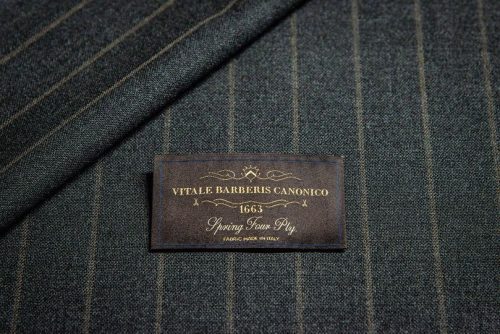 VITALE BARBERIS CANONICO
1663
Spring Four Ply
FABRIC MADE IN ITALY